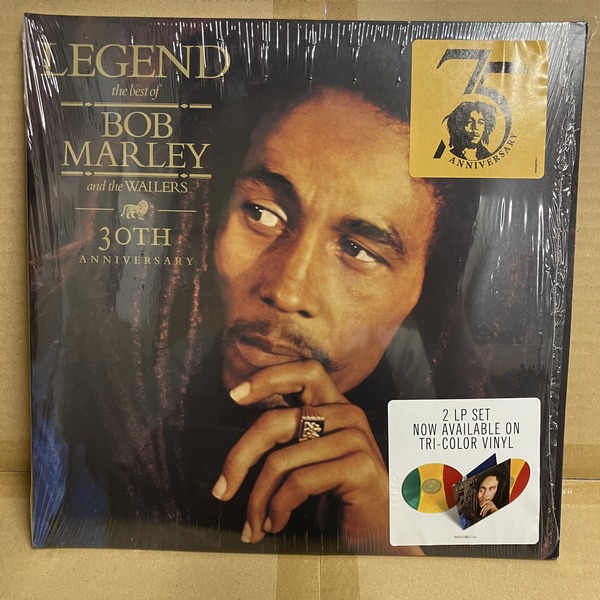 LEGEND
the best of
BOB
MARLEY
and the WAILERS
30TH
ANNIVERSARY
75
ANNIVERSARY
2 LP SET
NOW AVAILABLE ON
TRI-COLOR VINYL